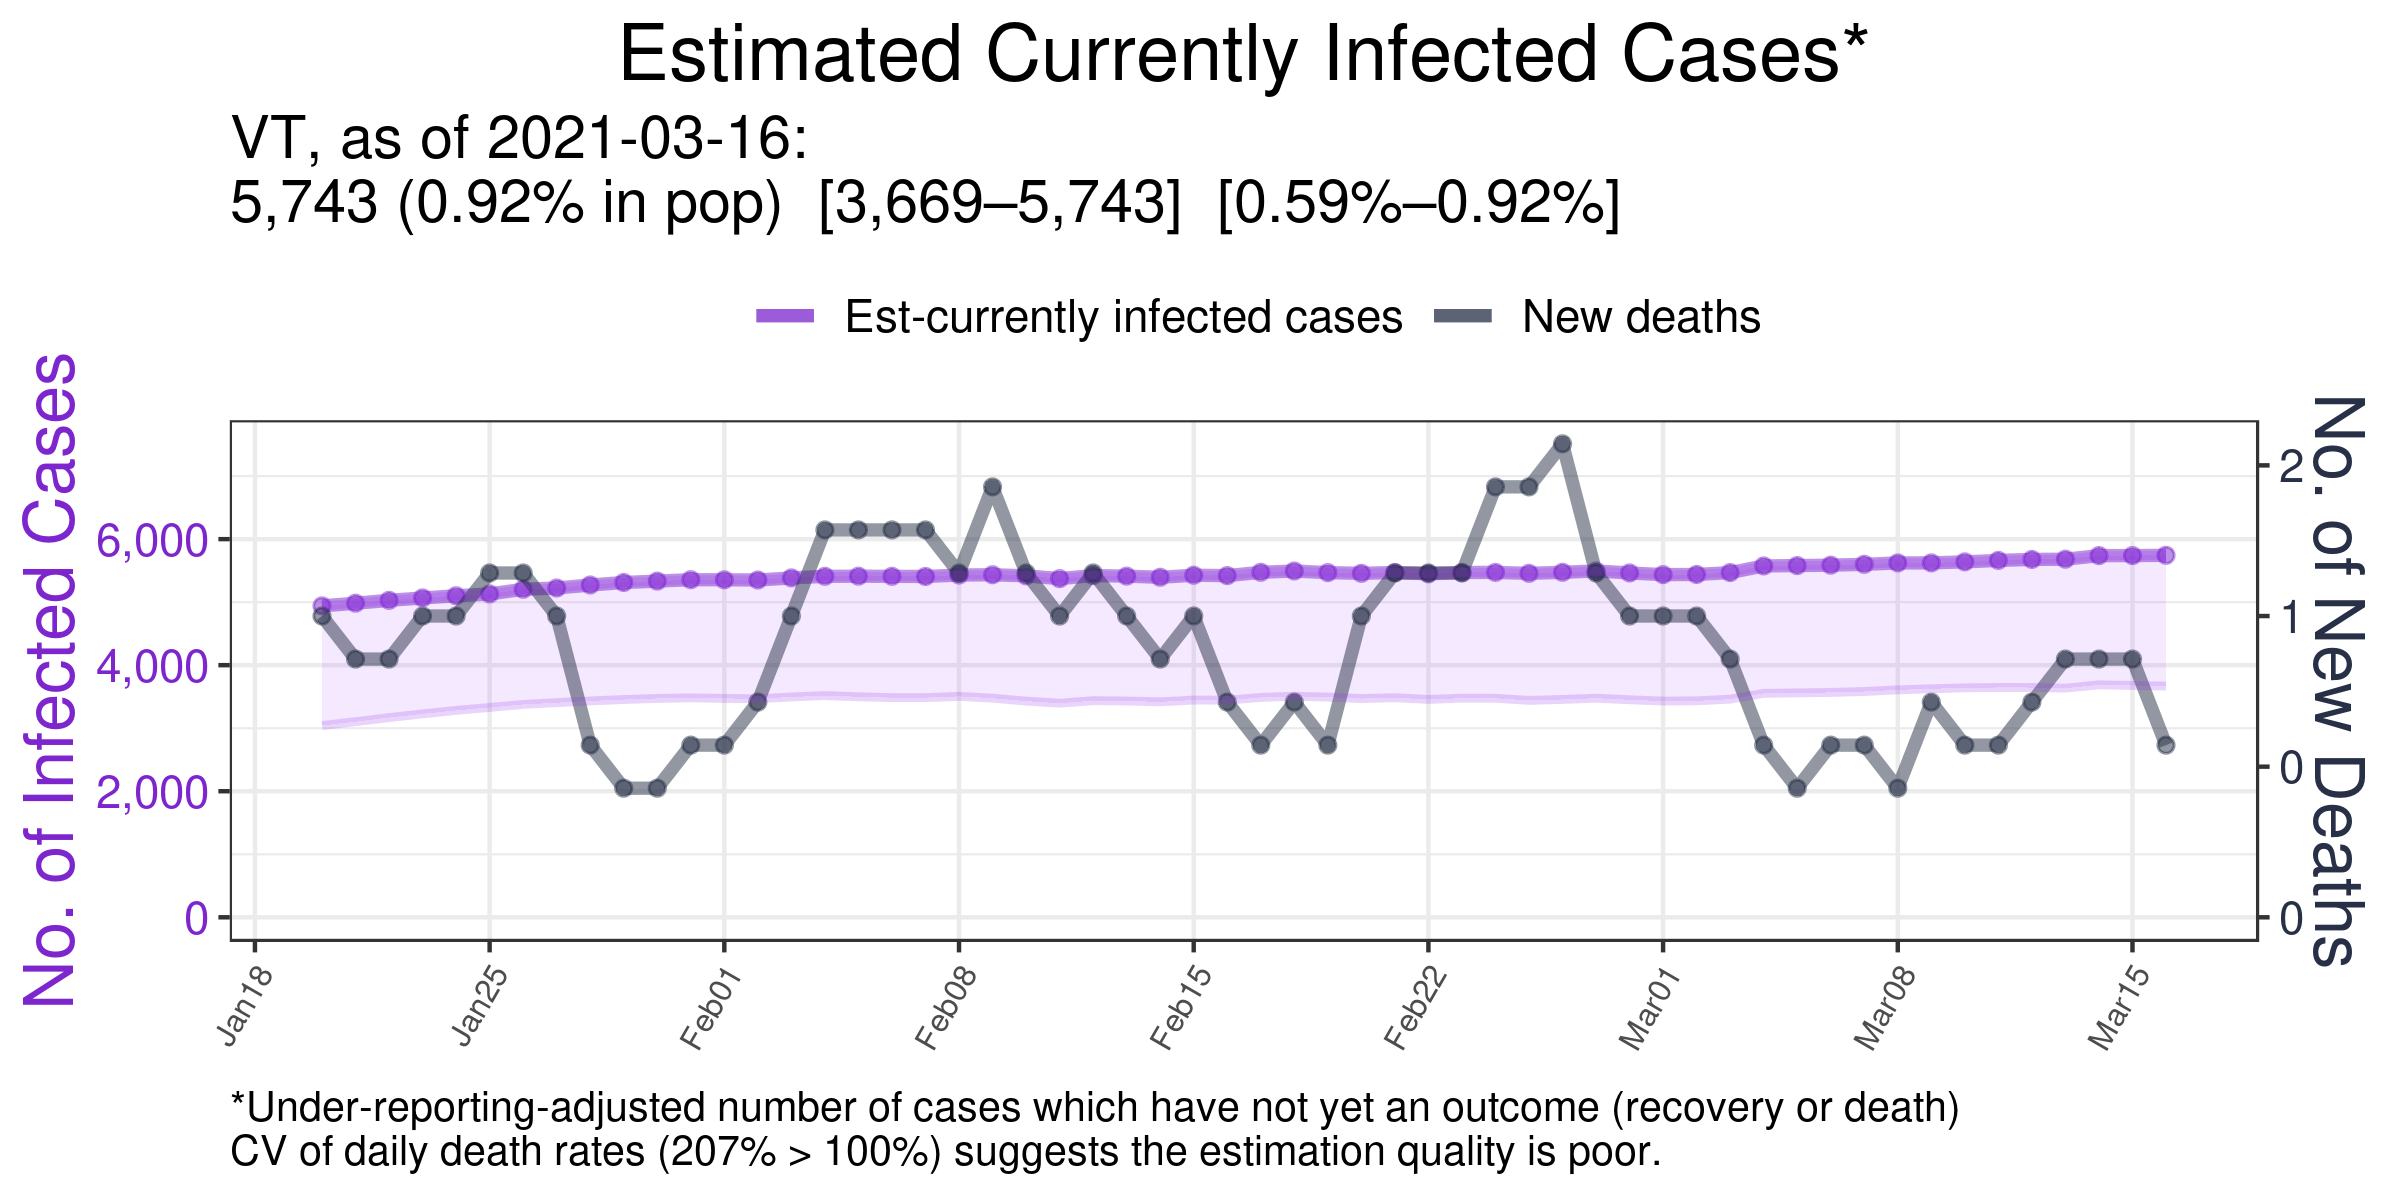 Estimated Currently Infected Cases*
VT, as of 2021-03-16:
5,743 (0.92% in pop)  [3,669–5,743]  [0.59%–0.92%]
Est-currently infected cases
New deaths
No. of Infected Cases
6,000
4,000
2,000
0
2
1
0
0
No. of New Deaths
Jan18
Jan25
Feb01
Feb08
Feb15
Feb22
Mar01
Mar08
Mar15
*Under-reporting-adjusted number of cases which have not yet an outcome (recovery or death)
CV of daily death rates (207% > 100%) suggests the estimation quality is poor.